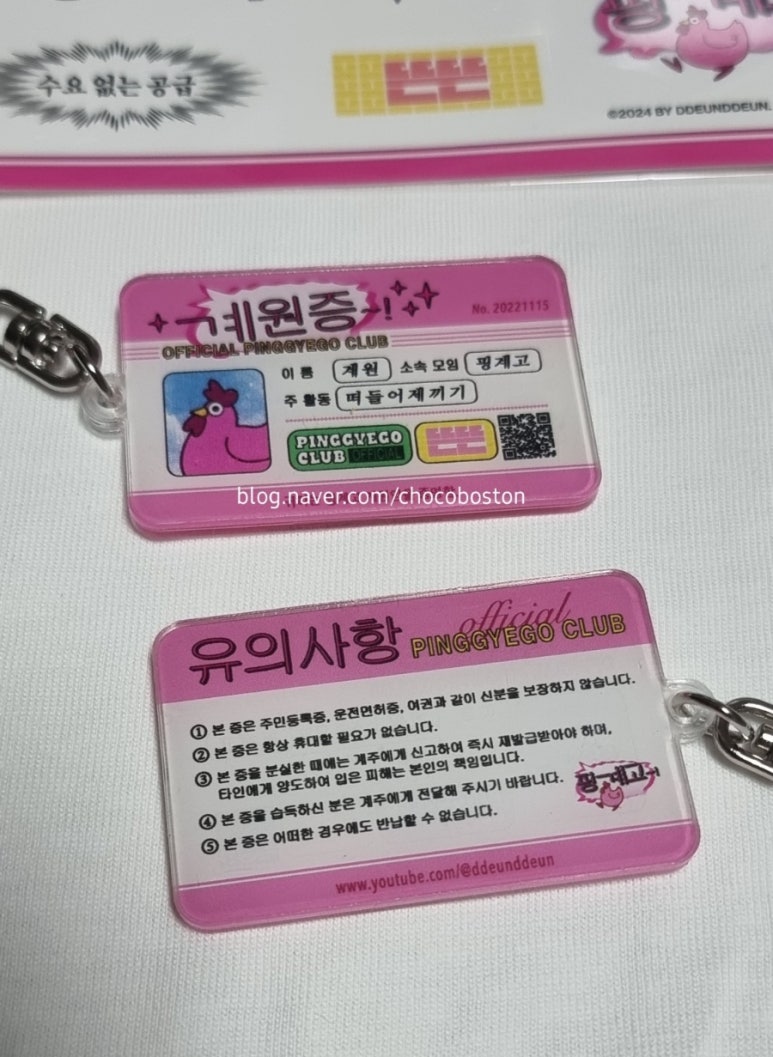 수요 없는 공급
뜬뜬
핑계고
©2024 BY DDEUNDDEUN.
계원증
No. 20221115
OFFICIAL PINGGYEGO CLUB
이 름 계원 소속 모임 핑계고
주 활동 떠들어제끼기
PINGGYEGO
CLUB OFFICIAL
뜬뜬
blog.naver.com/chocoboston
유의사항
official
PINGGYEGO CLUB
① 본 증은 주민등록증, 운전면허증, 여권과 같이 신분을 보장하지 않습니다.
② 본 증은 항상 휴대할 필요가 없습니다.
③ 본 증을 분실한 때에는 계주에게 신고하여 즉시 재발급받아야 하며,
타인에게 양도하여 입은 피해는 본인의 책임입니다.
④ 본 증을 습득하신 분은 계주에게 전달해 주시기 바랍니다.
⑤ 본 증은 어떠한 경우에도 반납할 수 없습니다.
핑계고
www.youtube.com/@ddeunddeun